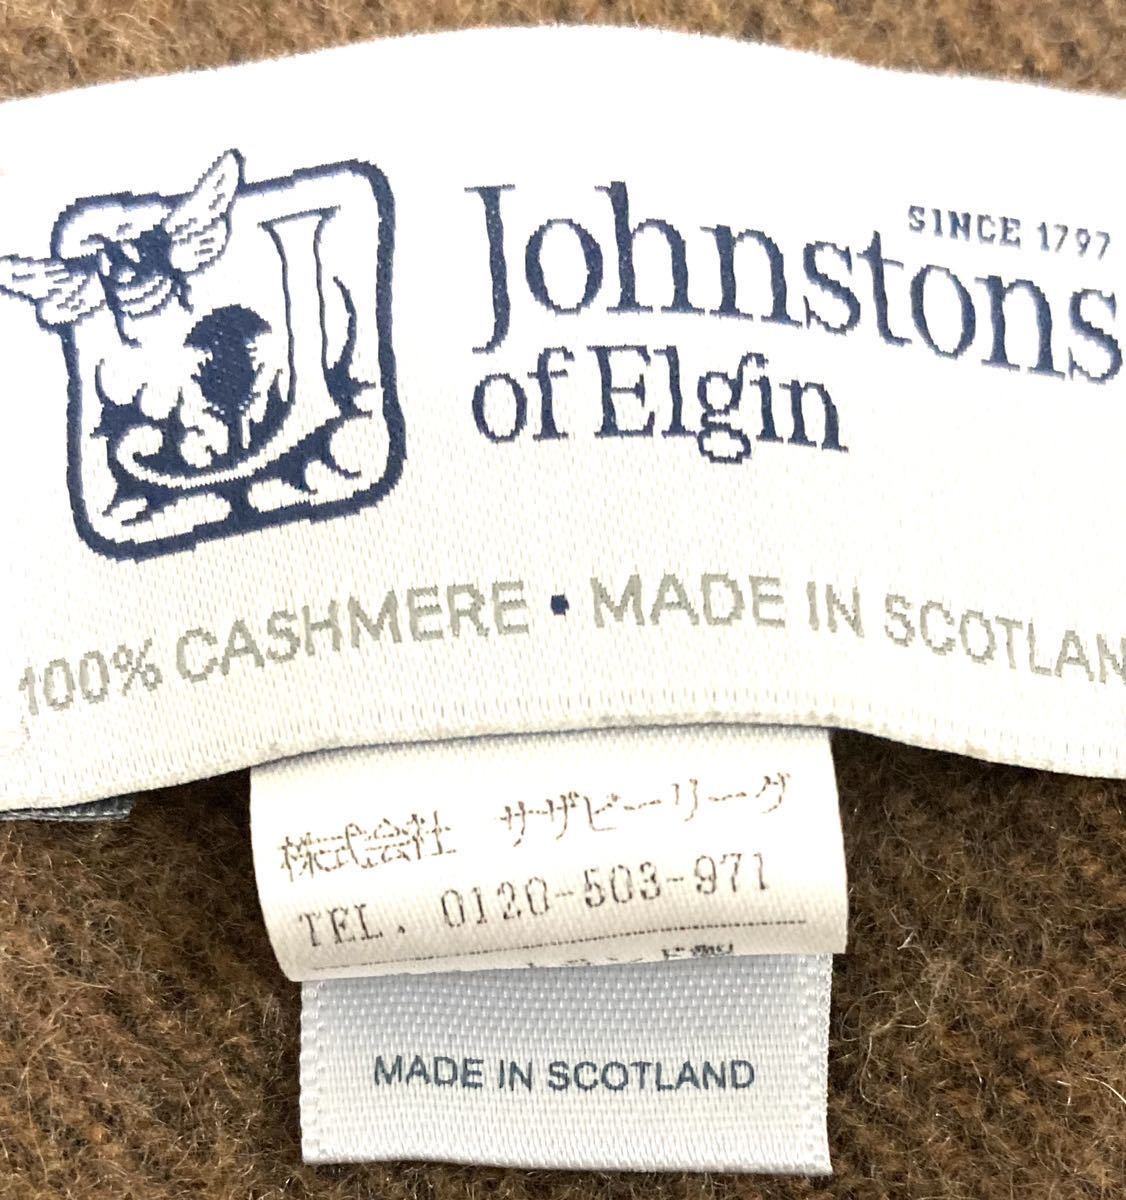 SINCE 1797
Johnstons
of Elgin
100% CASHMERE • MADE IN SCOTLAN
株式会社 サザビーリーグ
TEL. 0120-503-971
MADE IN SCOTLAND